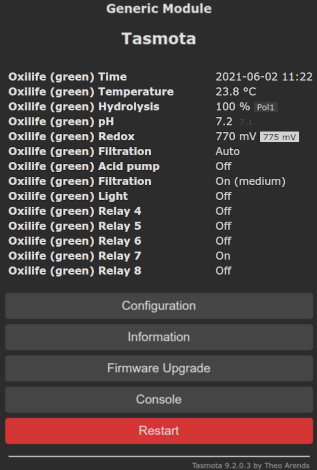 Generic Module
Tasmota
Oxilife (green) Time 2021-06-02 11:22
Oxilife (green) Temperature 23.8 °C
Oxilife (green) Hydrolysis 100 % Pol1
Oxilife (green) pH 7.2 7.1
Oxilife (green) Redox 770 mV 775 mV
Oxilife (green) Filtration Auto
Oxilife (green) Acid pump Off
Oxilife (green) Filtration On (medium)
Oxilife (green) Light Off
Oxilife (green) Relay 4 Off
Oxilife (green) Relay 5 Off
Oxilife (green) Relay 6 Off
Oxilife (green) Relay 7 On
Oxilife (green) Relay 8 Off
Configuration
Information
Firmware Upgrade
Console
Restart
Tasmota 9.2.0.3 by Theo Arends